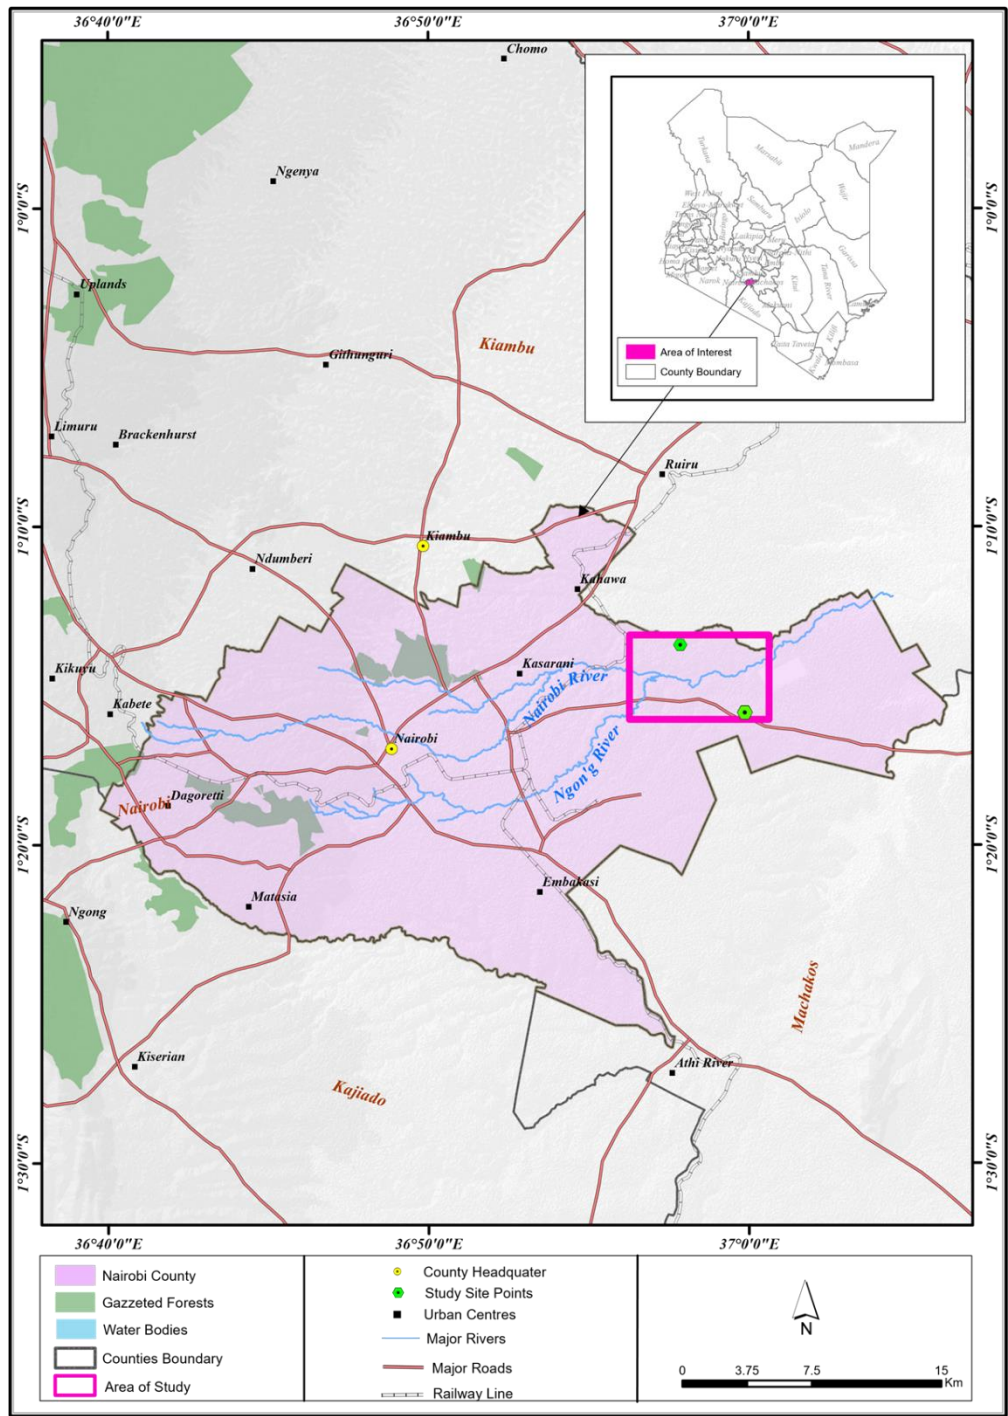 36°40'0"E
36°50'0"E
37°0'0"E
Chomo
Ngenya
1°0'0"S
1°0'0"S
Turkana
Marsabit
Mandera
Wajir
Samburu
Isiolo
Garissa
Laikipia
Meru
Baringo
Narok
Kitui
Tana River
Kajiado
Kilifi
Kwale
Area of Interest
County Boundary
Uplands
Kiambu
Githunguri
Limuru
Brackenhurst
Ruiru
1°10'0"S
1°10'0"S
Kiambu
Ndumberi
Kahawa
Kikuyu
Kasarani
Kabete
Nairobi River
Nairobi
Ngon'g River
Nairobi
Dagoretti
1°20'0"S
1°20'0"S
Embakasi
Matasia
Ngong
Machakos
Kiserian
Athi River
Kajiado
1°30'0"S
1°30'0"S
36°40'0"E
36°50'0"E
37°0'0"E
Nairobi County
Gazzeted Forests
Water Bodies
Counties Boundary
Area of Study
County Headquater
Study Site Points
Urban Centres
Major Rivers
Major Roads
Railway Line
N
0 3.75 7.5 15
Km